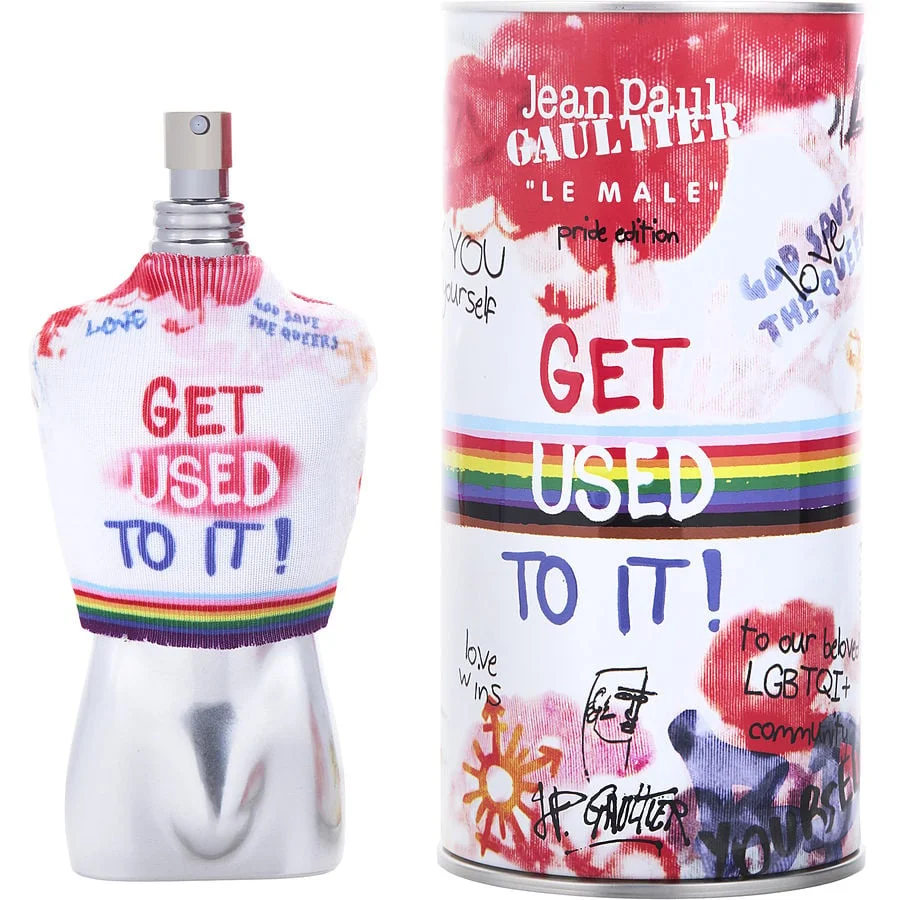 LOVE
GOD SAVE
THE QUEERS
GET
USED
TO IT!
Jean Paul
GAULTIER
"LE MALE"
pride edition
YOU
yourself
GOD SAVE
THE
love
GET
USED
TO IT!
love
wins
to our beloved
LGBTQI+
community
J.P. GAULTIER